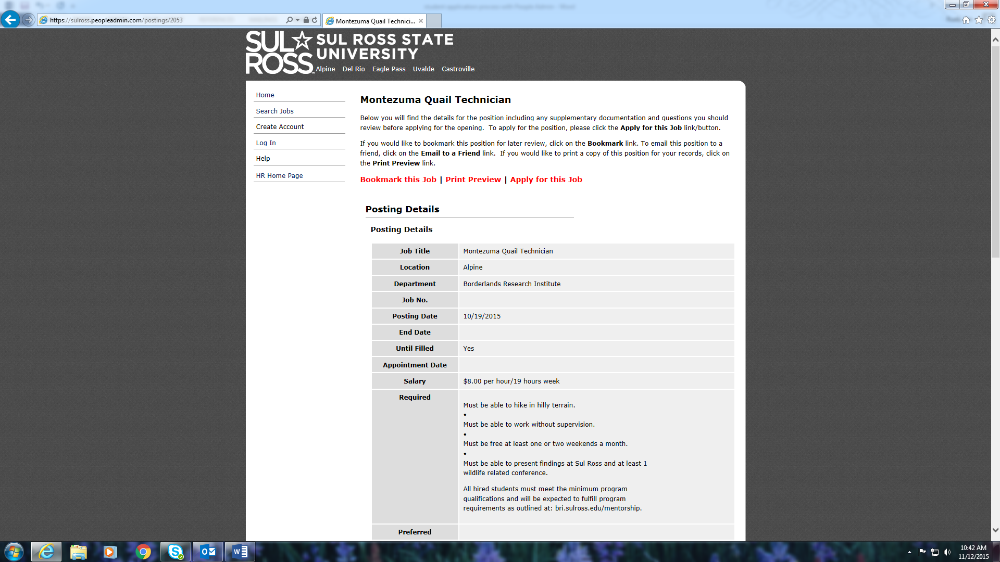 https://sulross.peopleadmin.com/postings/2053
Montezuma Quail Technici...
SUL ROSS
SUL ROSS STATE
UNIVERSITY
Alpine Del Rio Eagle Pass Uvalde Castroville
Home
Search Jobs
Create Account
Log In
Help
HR Home Page
Montezuma Quail Technician
Below you will find the details for the position including any supplementary documentation and questions you should
review before applying for the opening. To apply for the position, please click the Apply for this Job link/button.
If you would like to bookmark this position for later review, click on the Bookmark link. To email this position to a
friend, click on the Email to a Friend link. If you would like to print a copy of this position for your records, click on
the Print Preview link.
Bookmark this Job | Print Preview | Apply for this Job
Posting Details
Posting Details
Job Title Montezuma Quail Technician
Location Alpine
Department Borderlands Research Institute
Job No.
Posting Date 10/19/2015
End Date
Until Filled Yes
Appointment Date
Salary $8.00 per hour/19 hours week
Required
Must be able to hike in hilly terrain.
•
Must be able to work without supervision.
•
Must be free at least one or two weekends a month.
•
Must be able to present findings at Sul Ross and at least 1
wildlife related conference.
All hired students must meet the minimum program
qualifications and will be expected to fulfill program
requirements as outlined at: bri.sulross.edu/mentorship.
Preferred
10:42 AM
11/12/2015